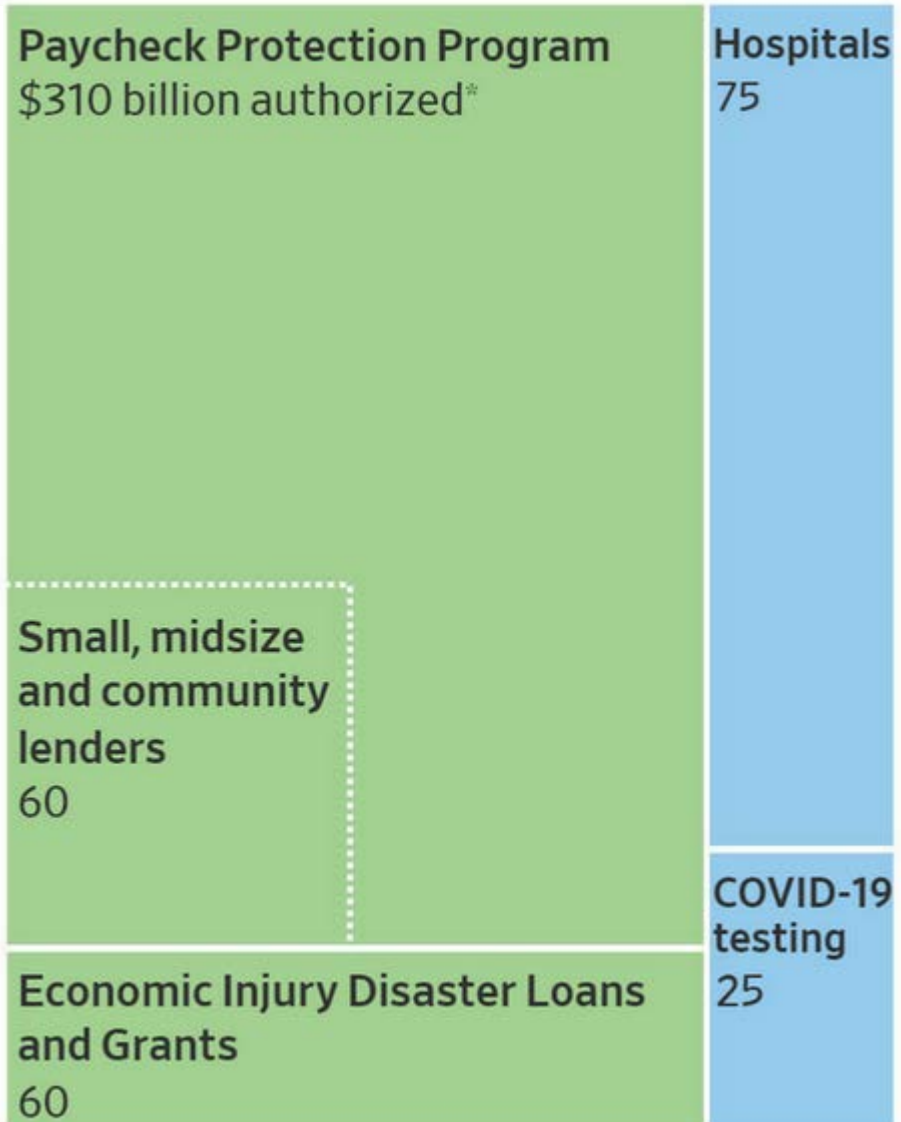 Paycheck Protection Program
$310 billion authorized*
Hospitals
75
Small, midsize
and community
lenders
60
COVID-19
testing
25
Economic Injury Disaster Loans
and Grants
60